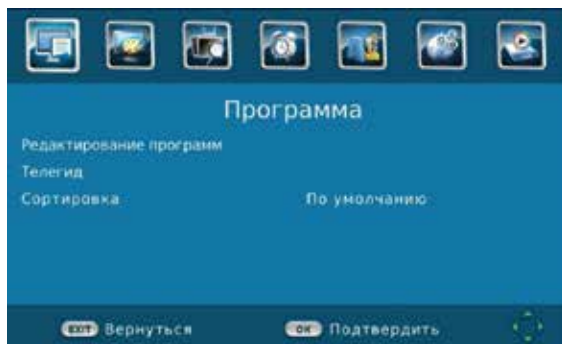 Программа
Редактирование программ
Телегид
Сортировка По умолчанию
EXIT Вернуться OK Подтвердить